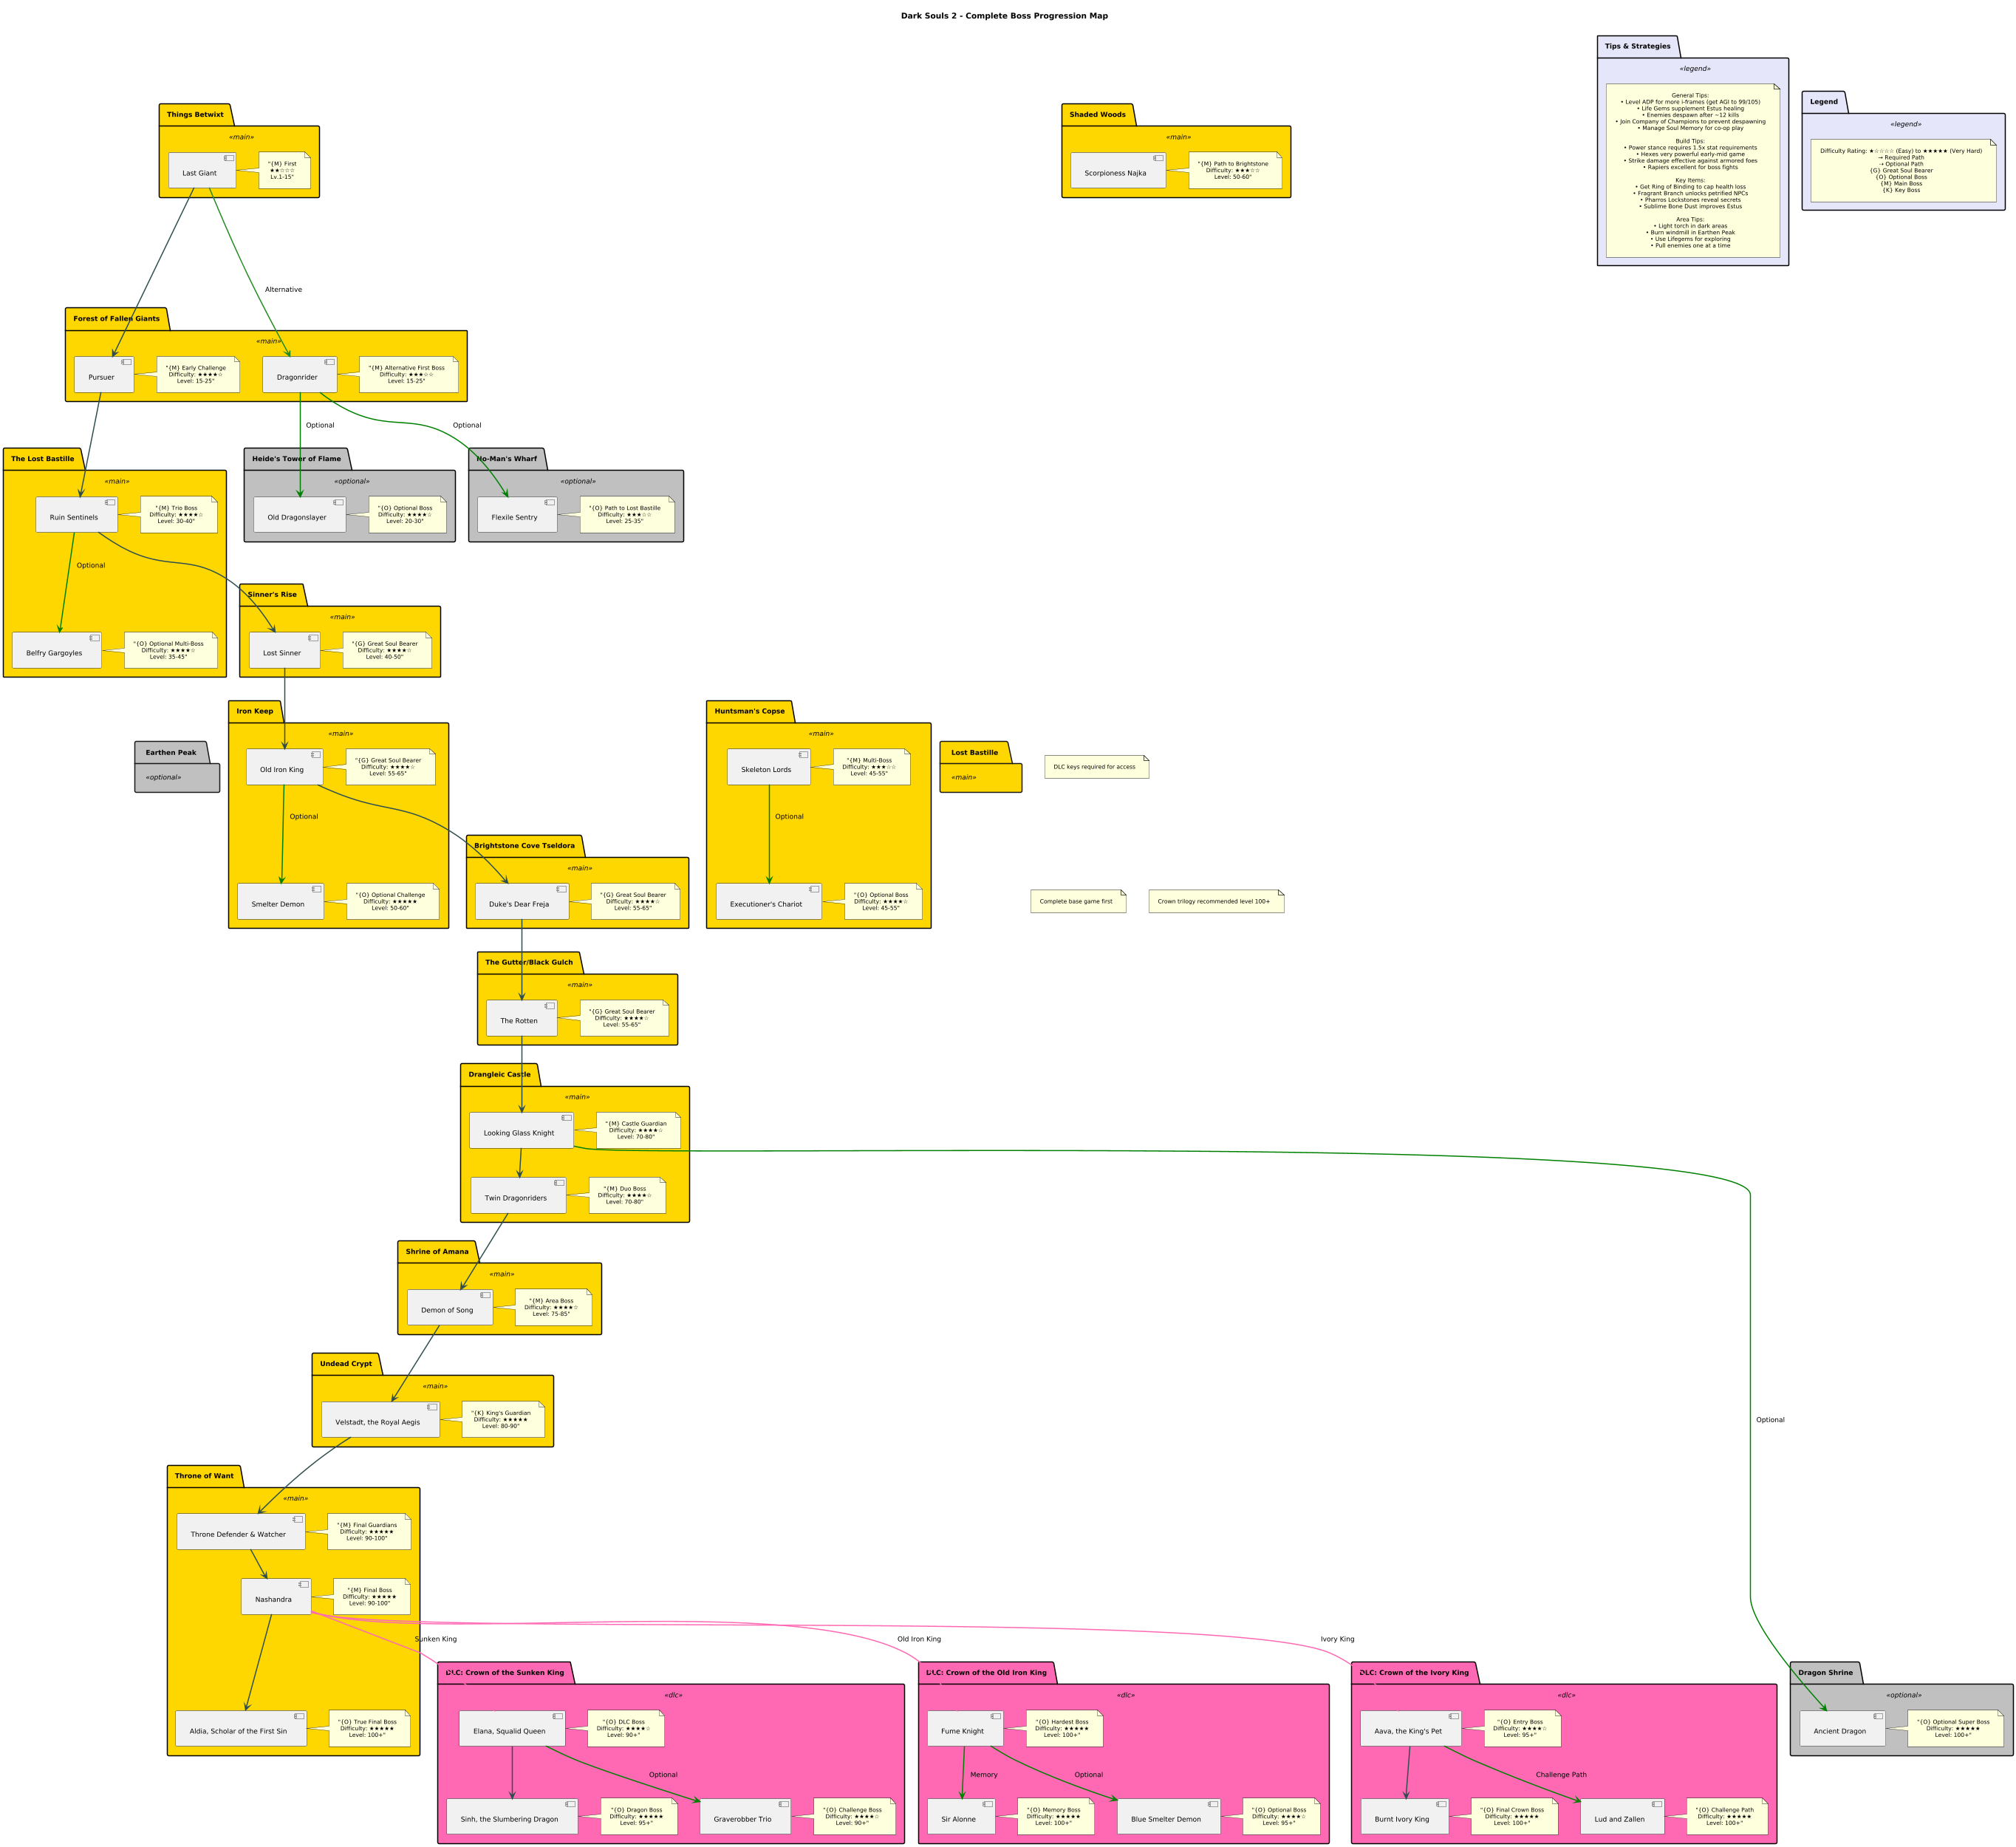 Dark Souls 2 - Complete Boss Progression Map
Tips & Strategies
«legend»
General Tips:
• Level ADP for more i-frames (get AGI to 99/105)
• Life Gems supplement Estus healing
• Enemies despawn after ~12 kills
• Join Company of Champions to prevent despawning
• Manage Soul Memory for co-op play
Build Tips:
• Power stance requires 1.5x stat requirements
• Hexes very powerful early-mid game
• Strike damage effective against armored foes
• Rapiers excellent for boss fights
Key Items:
• Get Ring of Binding to cap health loss
• Fragrant Branch unlocks petrified NPCs
• Pharros Lockstones reveal secrets
• Sublime Bone Dust improves Estus
Area Tips:
• Light torch in dark areas
• Burn windmill in Earthen Peak
• Use Lifegems for exploring
• Pull enemies one at a time
Legend
«legend»
Difficulty Rating: ★☆☆☆☆ (Easy) to ★★★★★ (Very Hard)
→ Required Path
→ Optional Path
{G} Great Soul Bearer
{O} Optional Boss
{M} Main Boss
{K} Key Boss
Things Betwixt
«main»
Last Giant
"{M} First
★★☆☆☆
Lv.1-15"
Shaded Woods
«main»
Scorpioness Najka
"{M} Path to Brightstone
Difficulty: ★★★☆☆
Level: 50-60"
Alternative
Forest of Fallen Giants
«main»
Pursuer
"{M} Early Challenge
Difficulty: ★★★★☆
Level: 15-25"
Dragonrider
"{M} Alternative First Boss
Difficulty: ★★★☆☆
Level: 15-25"
Optional
Optional
The Lost Bastille
«main»
Ruin Sentinels
"{M} Trio Boss
Difficulty: ★★★★☆
Level: 30-40"
Heide's Tower of Flame
«optional»
Old Dragonslayer
"{O} Optional Boss
Difficulty: ★★★★☆
Level: 20-30"
Ho-Man's Wharf
«optional»
Flexile Sentry
"{O} Path to Lost Bastille
Difficulty: ★★★☆☆
Level: 25-35"
Optional
Belfry Gargoyles
"{O} Optional Multi-Boss
Difficulty: ★★★★☆
Level: 35-45"
Sinner's Rise
«main»
Lost Sinner
"{G} Great Soul Bearer
Difficulty: ★★★★☆
Level: 40-50"
Earthen Peak
«optional»
Iron Keep
«main»
Old Iron King
"{G} Great Soul Bearer
Difficulty: ★★★★☆
Level: 55-65"
Optional
Smelter Demon
"{O} Optional Challenge
Difficulty: ★★★★★
Level: 50-60"
Huntsman's Copse
«main»
Skeleton Lords
"{M} Multi-Boss
Difficulty: ★★★☆☆
Level: 45-55"
Optional
Executioner's Chariot
"{O} Optional Boss
Difficulty: ★★★★☆
Level: 45-55"
Lost Bastille
«main»
DLC keys required for access
Complete base game first
Crown trilogy recommended level 100+
Brightstone Cove Tseldora
«main»
Duke's Dear Freja
"{G} Great Soul Bearer
Difficulty: ★★★★☆
Level: 55-65"
The Gutter/Black Gulch
«main»
The Rotten
"{G} Great Soul Bearer
Difficulty: ★★★★☆
Level: 55-65"
Drangleic Castle
«main»
Looking Glass Knight
"{M} Castle Guardian
Difficulty: ★★★★☆
Level: 70-80"
Twin Dragonriders
"{M} Duo Boss
Difficulty: ★★★★☆
Level: 70-80"
Shrine of Amana
«main»
Demon of Song
"{M} Area Boss
Difficulty: ★★★★☆
Level: 75-85"
Undead Crypt
«main»
Velstadt, the Royal Aegis
"{K} King's Guardian
Difficulty: ★★★★★
Level: 80-90"
Optional
Throne of Want
«main»
Throne Defender & Watcher
"{M} Final Guardians
Difficulty: ★★★★★
Level: 90-100"
Nashandra
"{M} Final Boss
Difficulty: ★★★★★
Level: 90-100"
Aldia, Scholar of the First Sin
"{O} True Final Boss
Difficulty: ★★★★★
Level: 100+"
Sunken King
Old Iron King
Ivory King
DLC: Crown of the Sunken King
«dlc»
Elana, Squalid Queen
"{O} DLC Boss
Difficulty: ★★★★☆
Level: 90+"
Optional
Sinh, the Slumbering Dragon
"{O} Dragon Boss
Difficulty: ★★★★★
Level: 95+"
Graverobber Trio
"{O} Challenge Boss
Difficulty: ★★★★☆
Level: 90+"
DLC: Crown of the Old Iron King
«dlc»
Fume Knight
"{O} Hardest Boss
Difficulty: ★★★★★
Level: 100+"
Memory
Optional
Sir Alonne
"{O} Memory Boss
Difficulty: ★★★★★
Level: 100+"
Blue Smelter Demon
"{O} Optional Boss
Difficulty: ★★★★☆
Level: 95+"
DLC: Crown of the Ivory King
«dlc»
Aava, the King's Pet
"{O} Entry Boss
Difficulty: ★★★★☆
Level: 95+"
Challenge Path
Burnt Ivory King
"{O} Final Crown Boss
Difficulty: ★★★★★
Level: 100+"
Lud and Zallen
"{O} Challenge Path
Difficulty: ★★★★★
Level: 100+"
Dragon Shrine
«optional»
Ancient Dragon
"{O} Optional Super Boss
Difficulty: ★★★★★
Level: 100+"